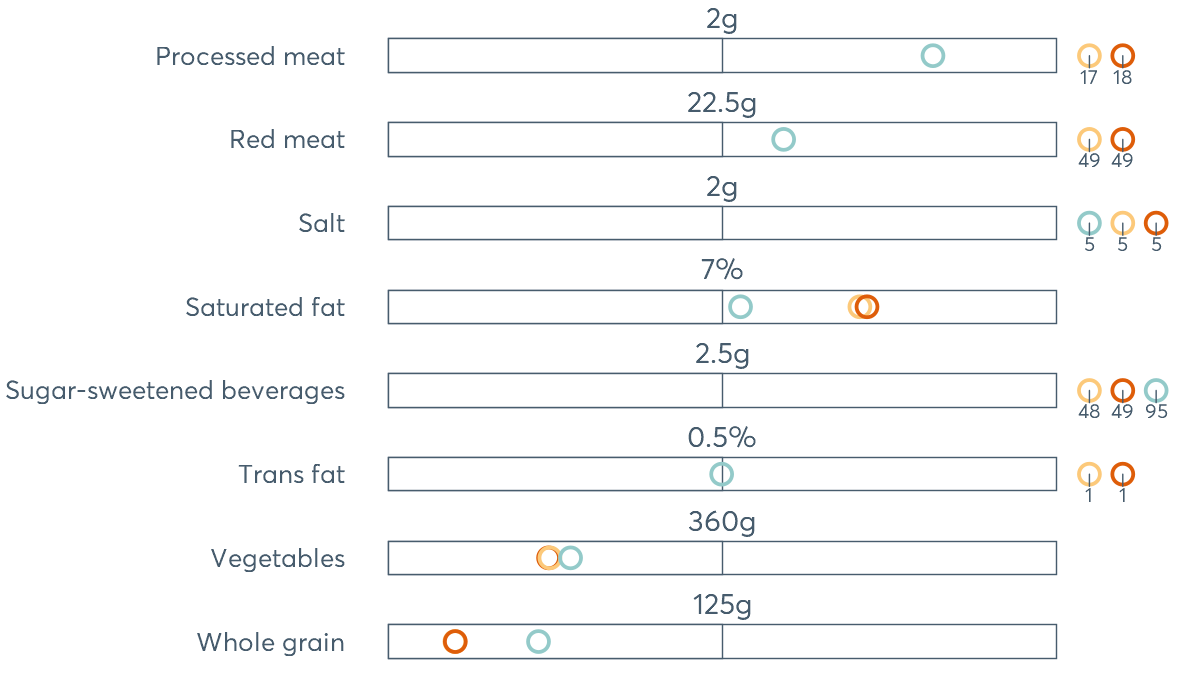 2g
Processed meat
17 18
22.5g
Red meat
49 49
2g
Salt
5 5 5
7%
Saturated fat
2.5g
Sugar-sweetened beverages
48 49 95
0.5%
Trans fat
1 1
360g
Vegetables
125g
Whole grain